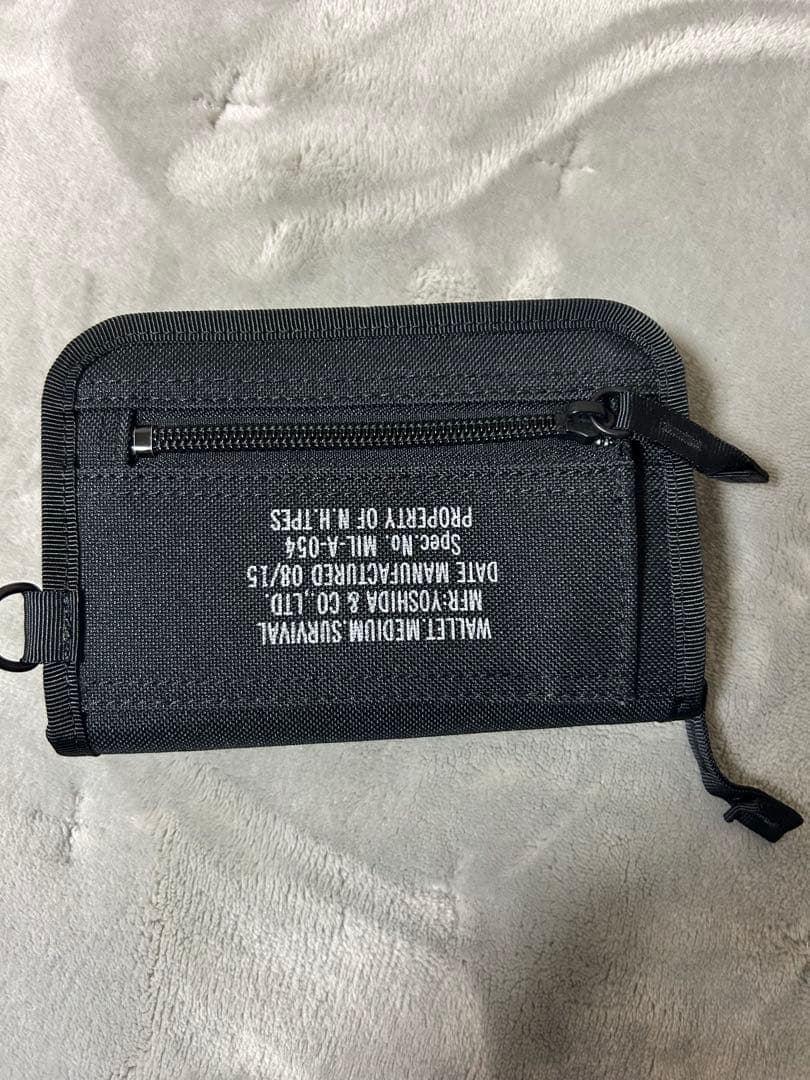 WALLET.MEDIUM.SURVIVAL
MFR:YOSHIDA & CO.,LTD.
DATE MANUFACTURED 08/15
Spec.No. MIL-A-054
PROPERTY OF N.H.TPES